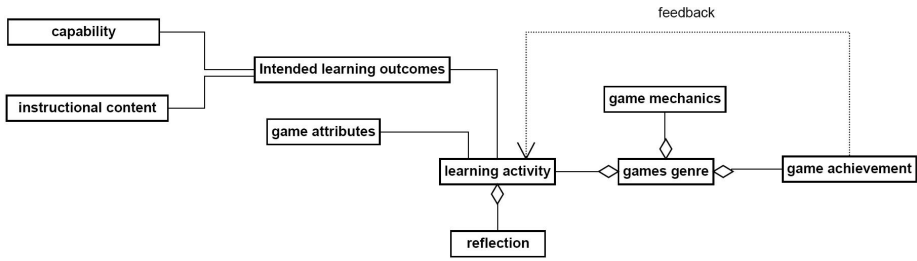 feedback
capability
Intended learning outcomes
instructional content
game mechanics
game attributes
learning activity
games genre
game achievement
reflection